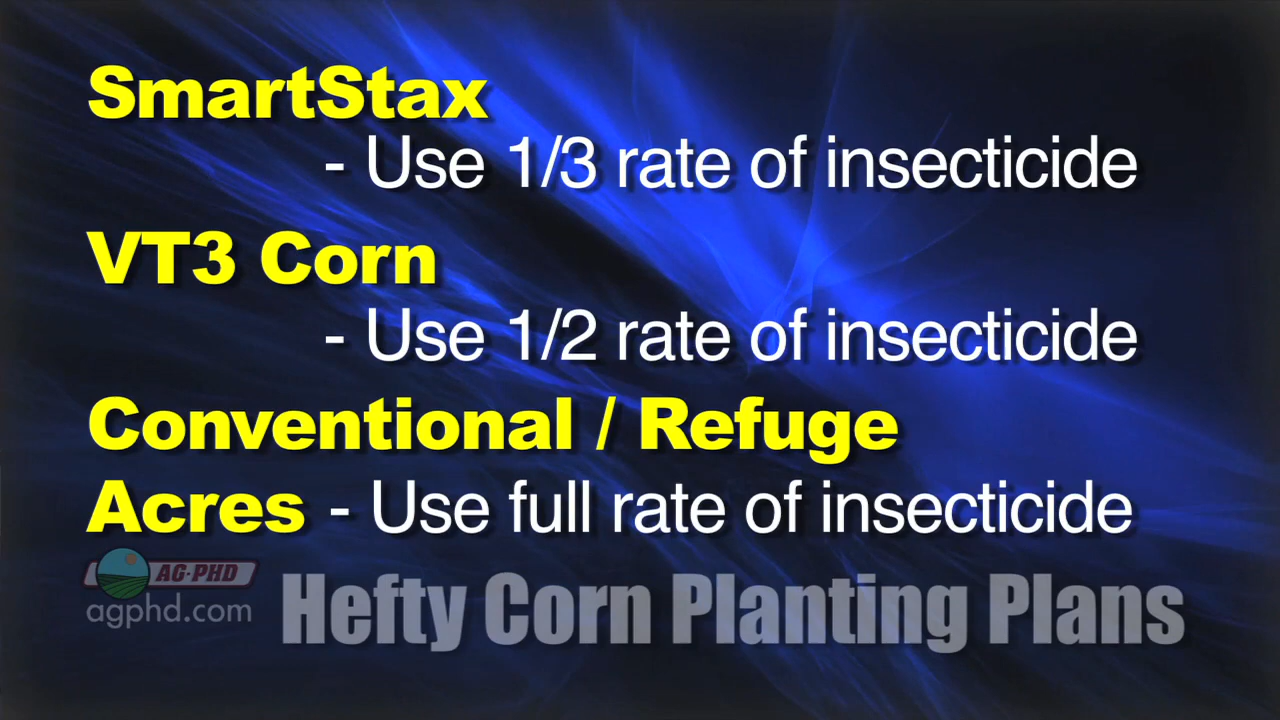 SmartStax
- Use 1/3 rate of insecticide
VT3 Corn
- Use 1/2 rate of insecticide
Conventional / Refuge
Acres - Use full rate of insecticide
AG·PHD
agphd.com
Hefty Corn Planting Plans